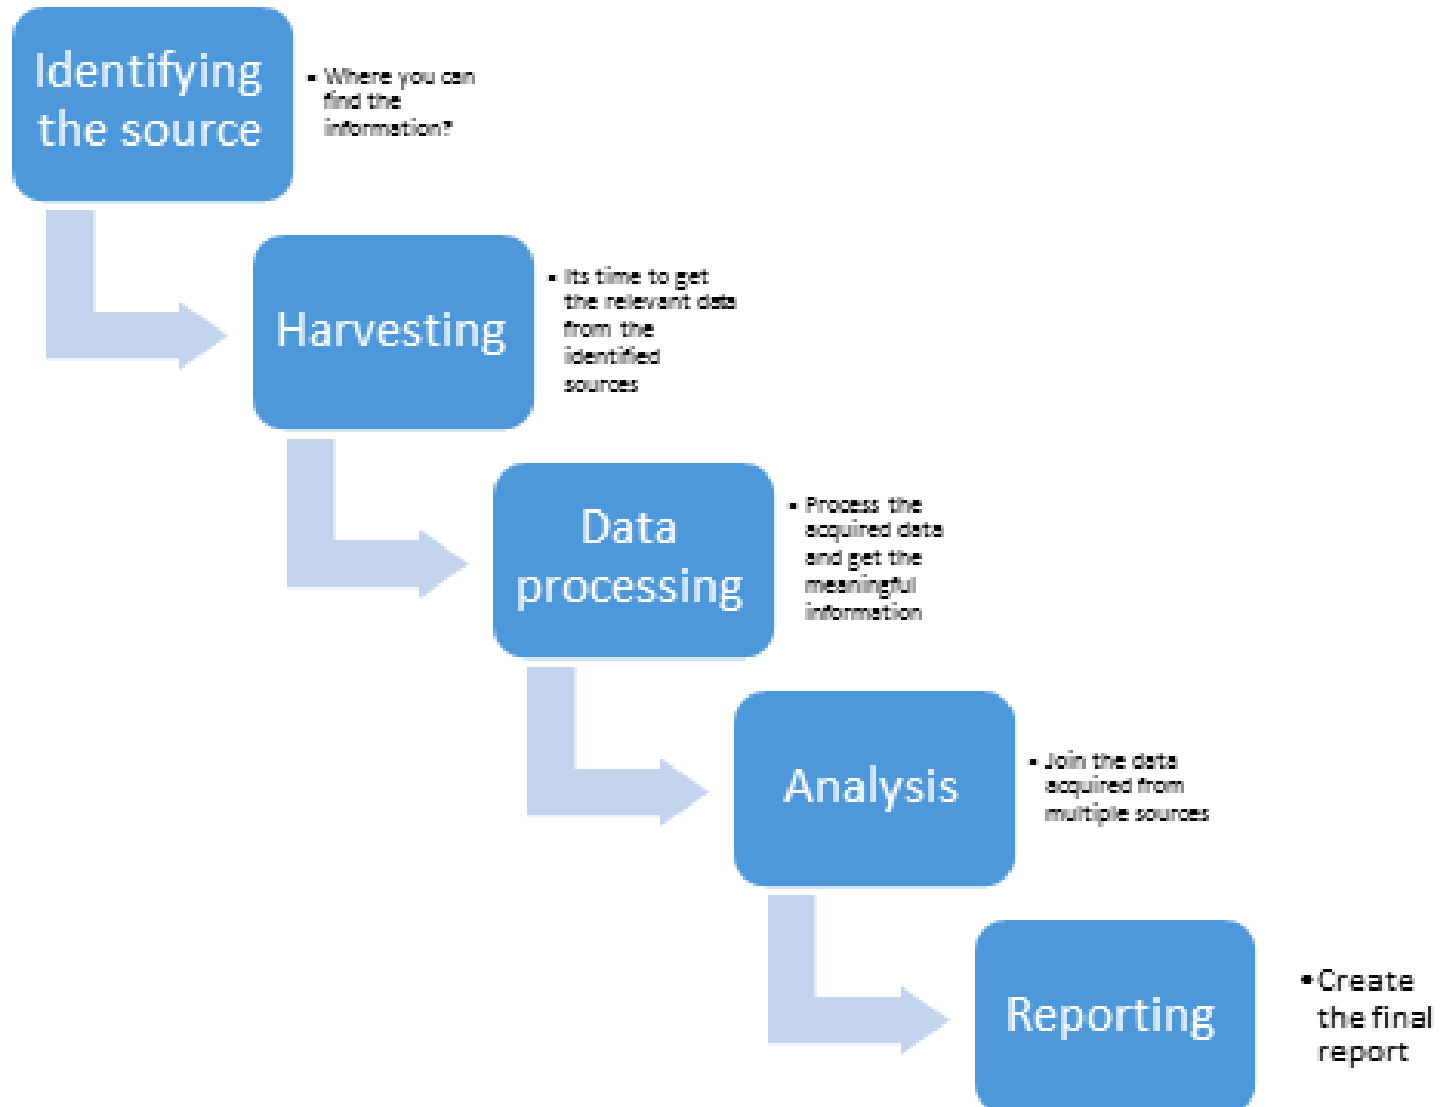 Identifying
the source
▪ Where you can
find the
information?
Harvesting
▪ Its time to get
the relevant data
from the
identified
sources
Data
processing
▪ Process the
acquired data
and get the
meaningful
information
Analysis
▪ Join the data
acquired from
multiple sources
Reporting
• Create
the final
report